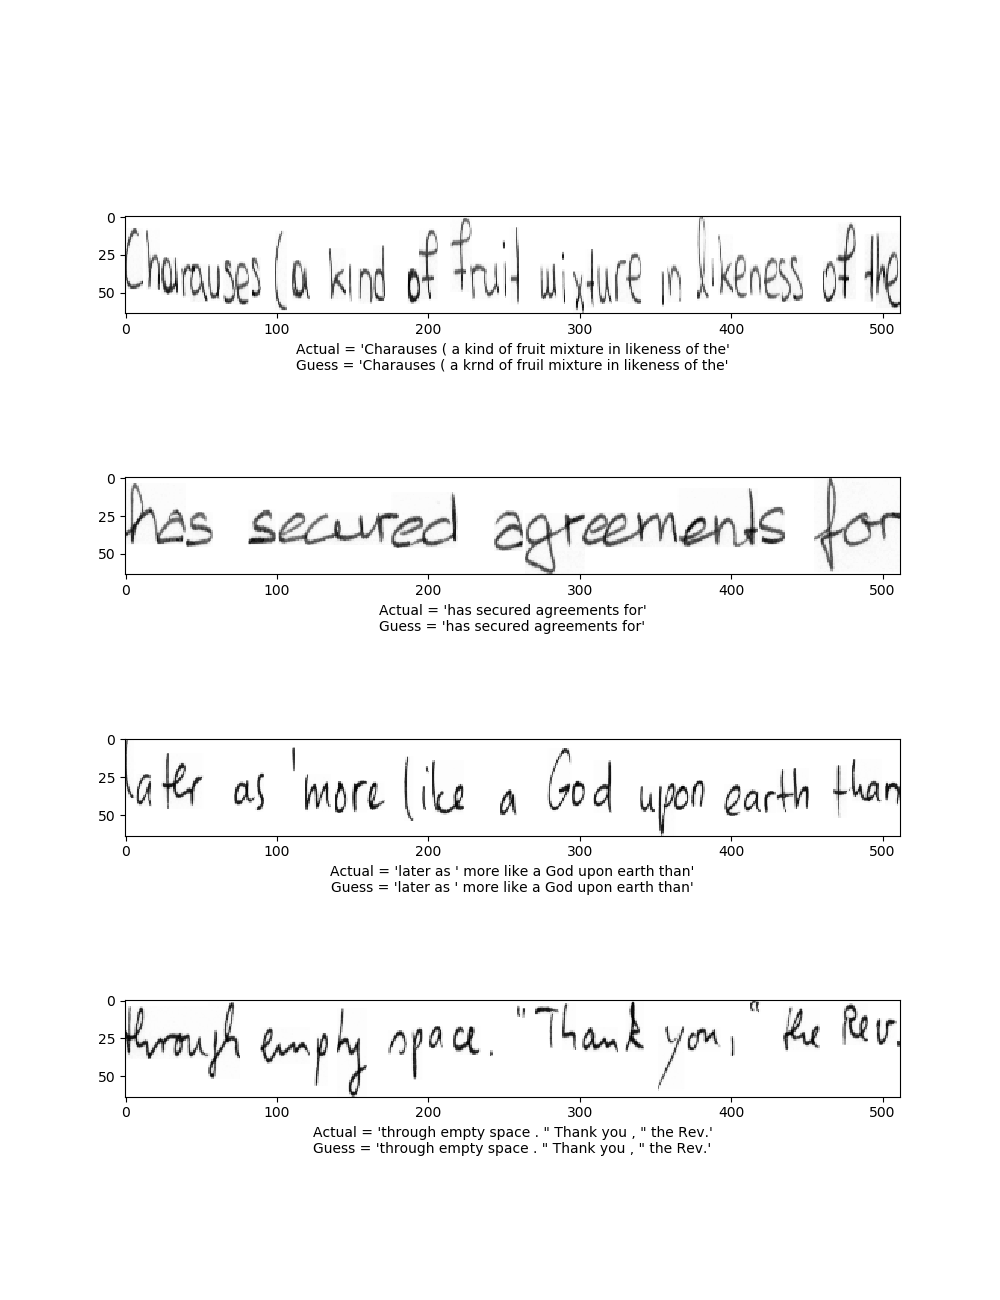 0
25
50
Charauses (a kind of fruit mixture in likeness of the
0 100 200 300 400 500
Actual = 'Charauses ( a kind of fruit mixture in likeness of the'
Guess = 'Charauses ( a krnd of fruil mixture in likeness of the'
0
25
50
has secured agreements for
0 100 200 300 400 500
Actual = 'has secured agreements for'
Guess = 'has secured agreements for'
0
25
50
later as 'more like a God upon earth than
0 100 200 300 400 500
Actual = 'later as ' more like a God upon earth than'
Guess = 'later as ' more like a God upon earth than'
0
25
50
through empty space. "Thank you," the Rev.
0 100 200 300 400 500
Actual = 'through empty space . " Thank you , " the Rev.'
Guess = 'through empty space . " Thank you , " the Rev.'